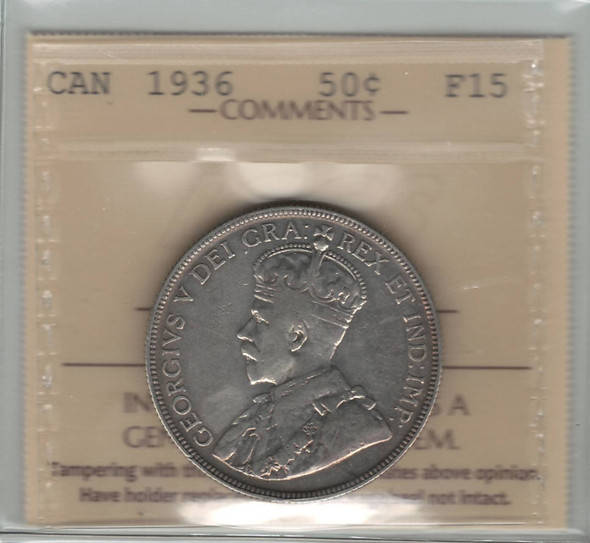 CAN 1936 50¢ F15
—COMMENTS—
GEORGIVS V DEI GRA: REX ET IND: IMP:
A
Tampering with above opinion.
Have holder not intact.